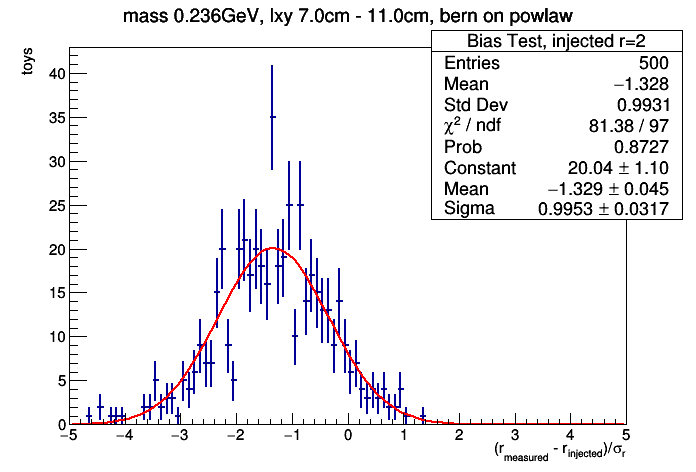 mass 0.236GeV, lxy 7.0cm - 11.0cm, bern on powlaw
Bias Test, injected r=2
Entries 500
Mean −1.328
Std Dev 0.9931
χ² / ndf 81.38 / 97
Prob 0.8727
Constant 20.04 ± 1.10
Mean −1.329 ± 0.045
Sigma 0.9953 ± 0.0317
toys
40
35
30
25
20
15
10
5
0
−5 −4 −3 −2 −1 0 1 2 3 4 5
(r_measured - r_injected)/σ_r